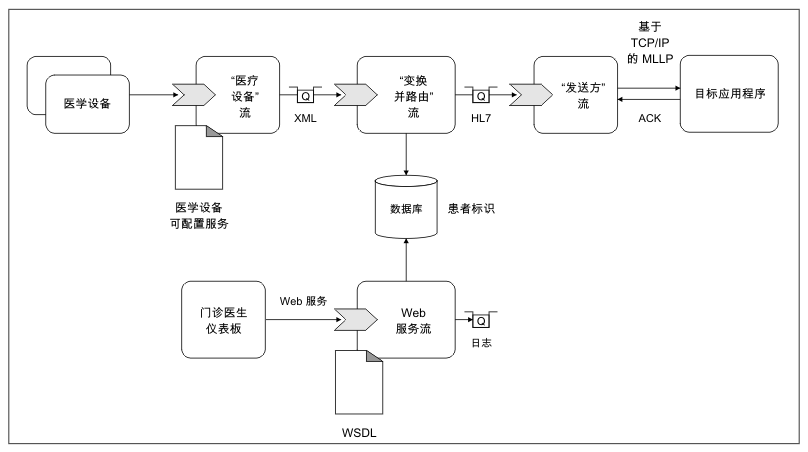 基于
TCP/IP
的 MLLP
医学设备
“医疗
设备”
流
Q
XML
“变换
并路由”
流
Q
HL7
“发送方”
流
ACK
目标应用程序
医学设备
可配置服务
数据库
患者标识
门诊医生
仪表板
Web 服务
Web
服务流
Q
日志
WSDL